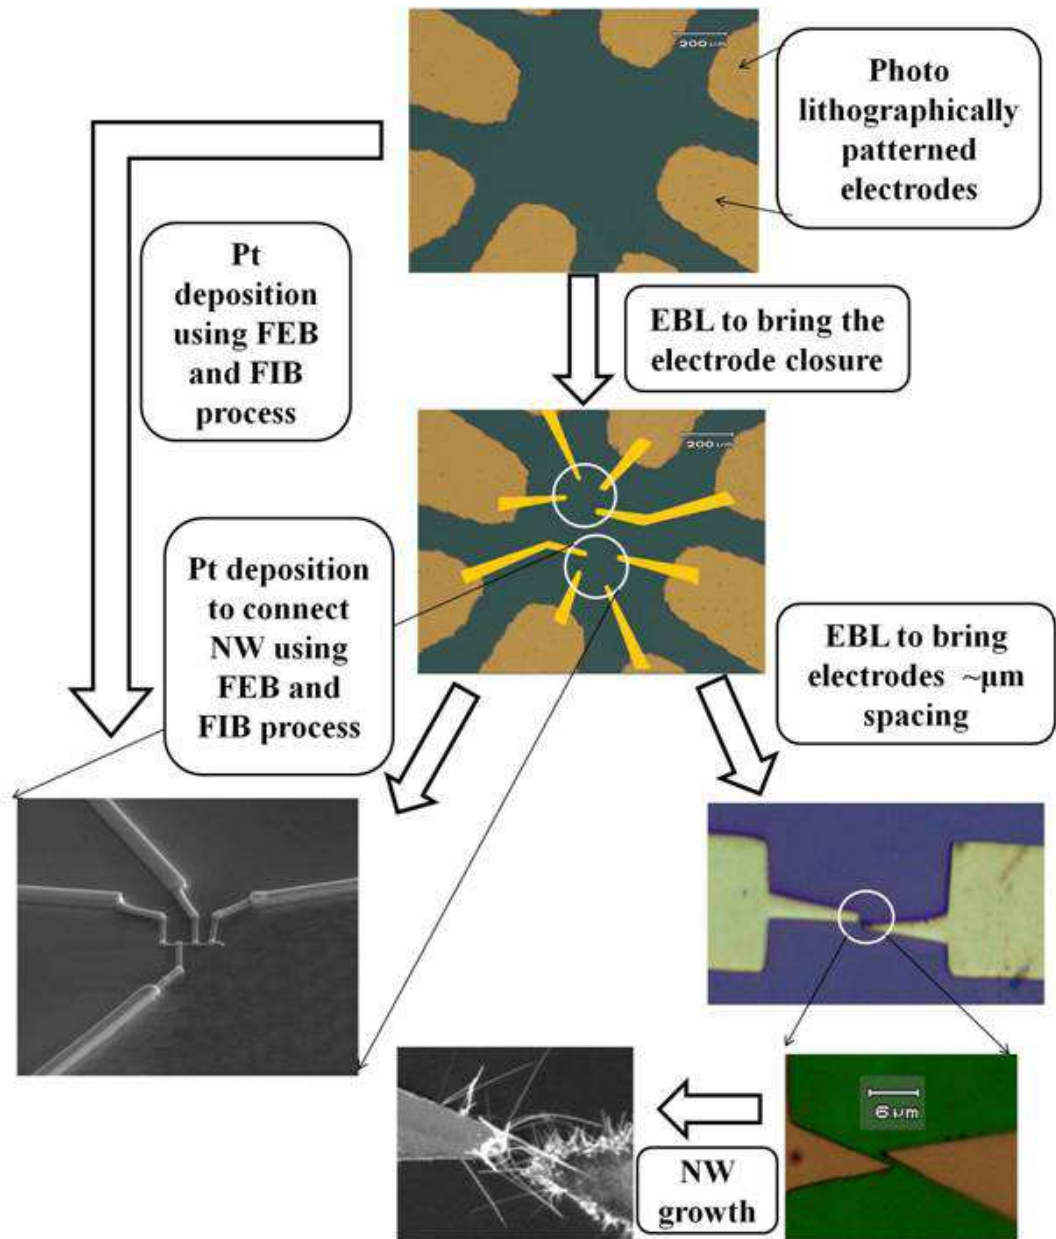 200 μm
Photo
lithographically
patterned
electrodes
Pt
deposition
using FEB
and FIB
process
EBL to bring the
electrode closure
200 μm
Pt deposition
to connect
NW using
FEB and
FIB process
EBL to bring
electrodes ~μm
spacing
6 μm
NW
growth